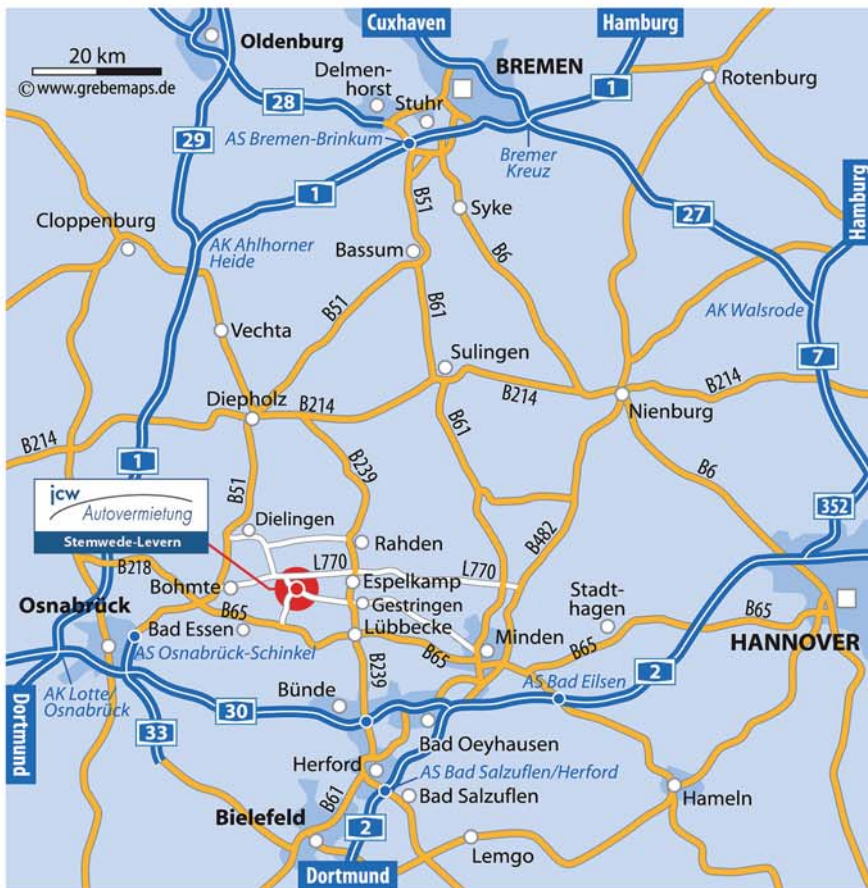 Cuxhaven
Hamburg
20 km
© www.grebemaps.de
Oldenburg
BREMEN
Delmen-
horst
Stuhr
Rotenburg
28
1
29
AS Bremen-Brinkum
Bremer
Kreuz
1
B51
Syke
27
Hamburg
Cloppenburg
AK Ahlhorner
Heide
Bassum
B6
B51
B61
AK Walsrode
Vechta
7
Sulingen
Diepholz
B214
B214
B214
Nienburg
B61
B214
1
B239
B6
B51
jcw
Autovermietung
Stemwede-Levern
Dielingen
352
Rahden
B482
B218
L770
L770
Bohmte
Espelkamp
Osnabrück
Gestringen
Stadt-
hagen
B65
B65
Bad Essen
Lübbecke
HANNOVER
AS Osnabrück-Schinkel
B65
Minden
B65
B239
2
AK Lotte/
Osnabrück
AS Bad Eilsen
Bünde
30
Dortmund
33
Bad Oeyhausen
Herford
AS Bad Salzuflen/Herford
B61
Bad Salzuflen
Hameln
Bielefeld
2
Lemgo
Dortmund